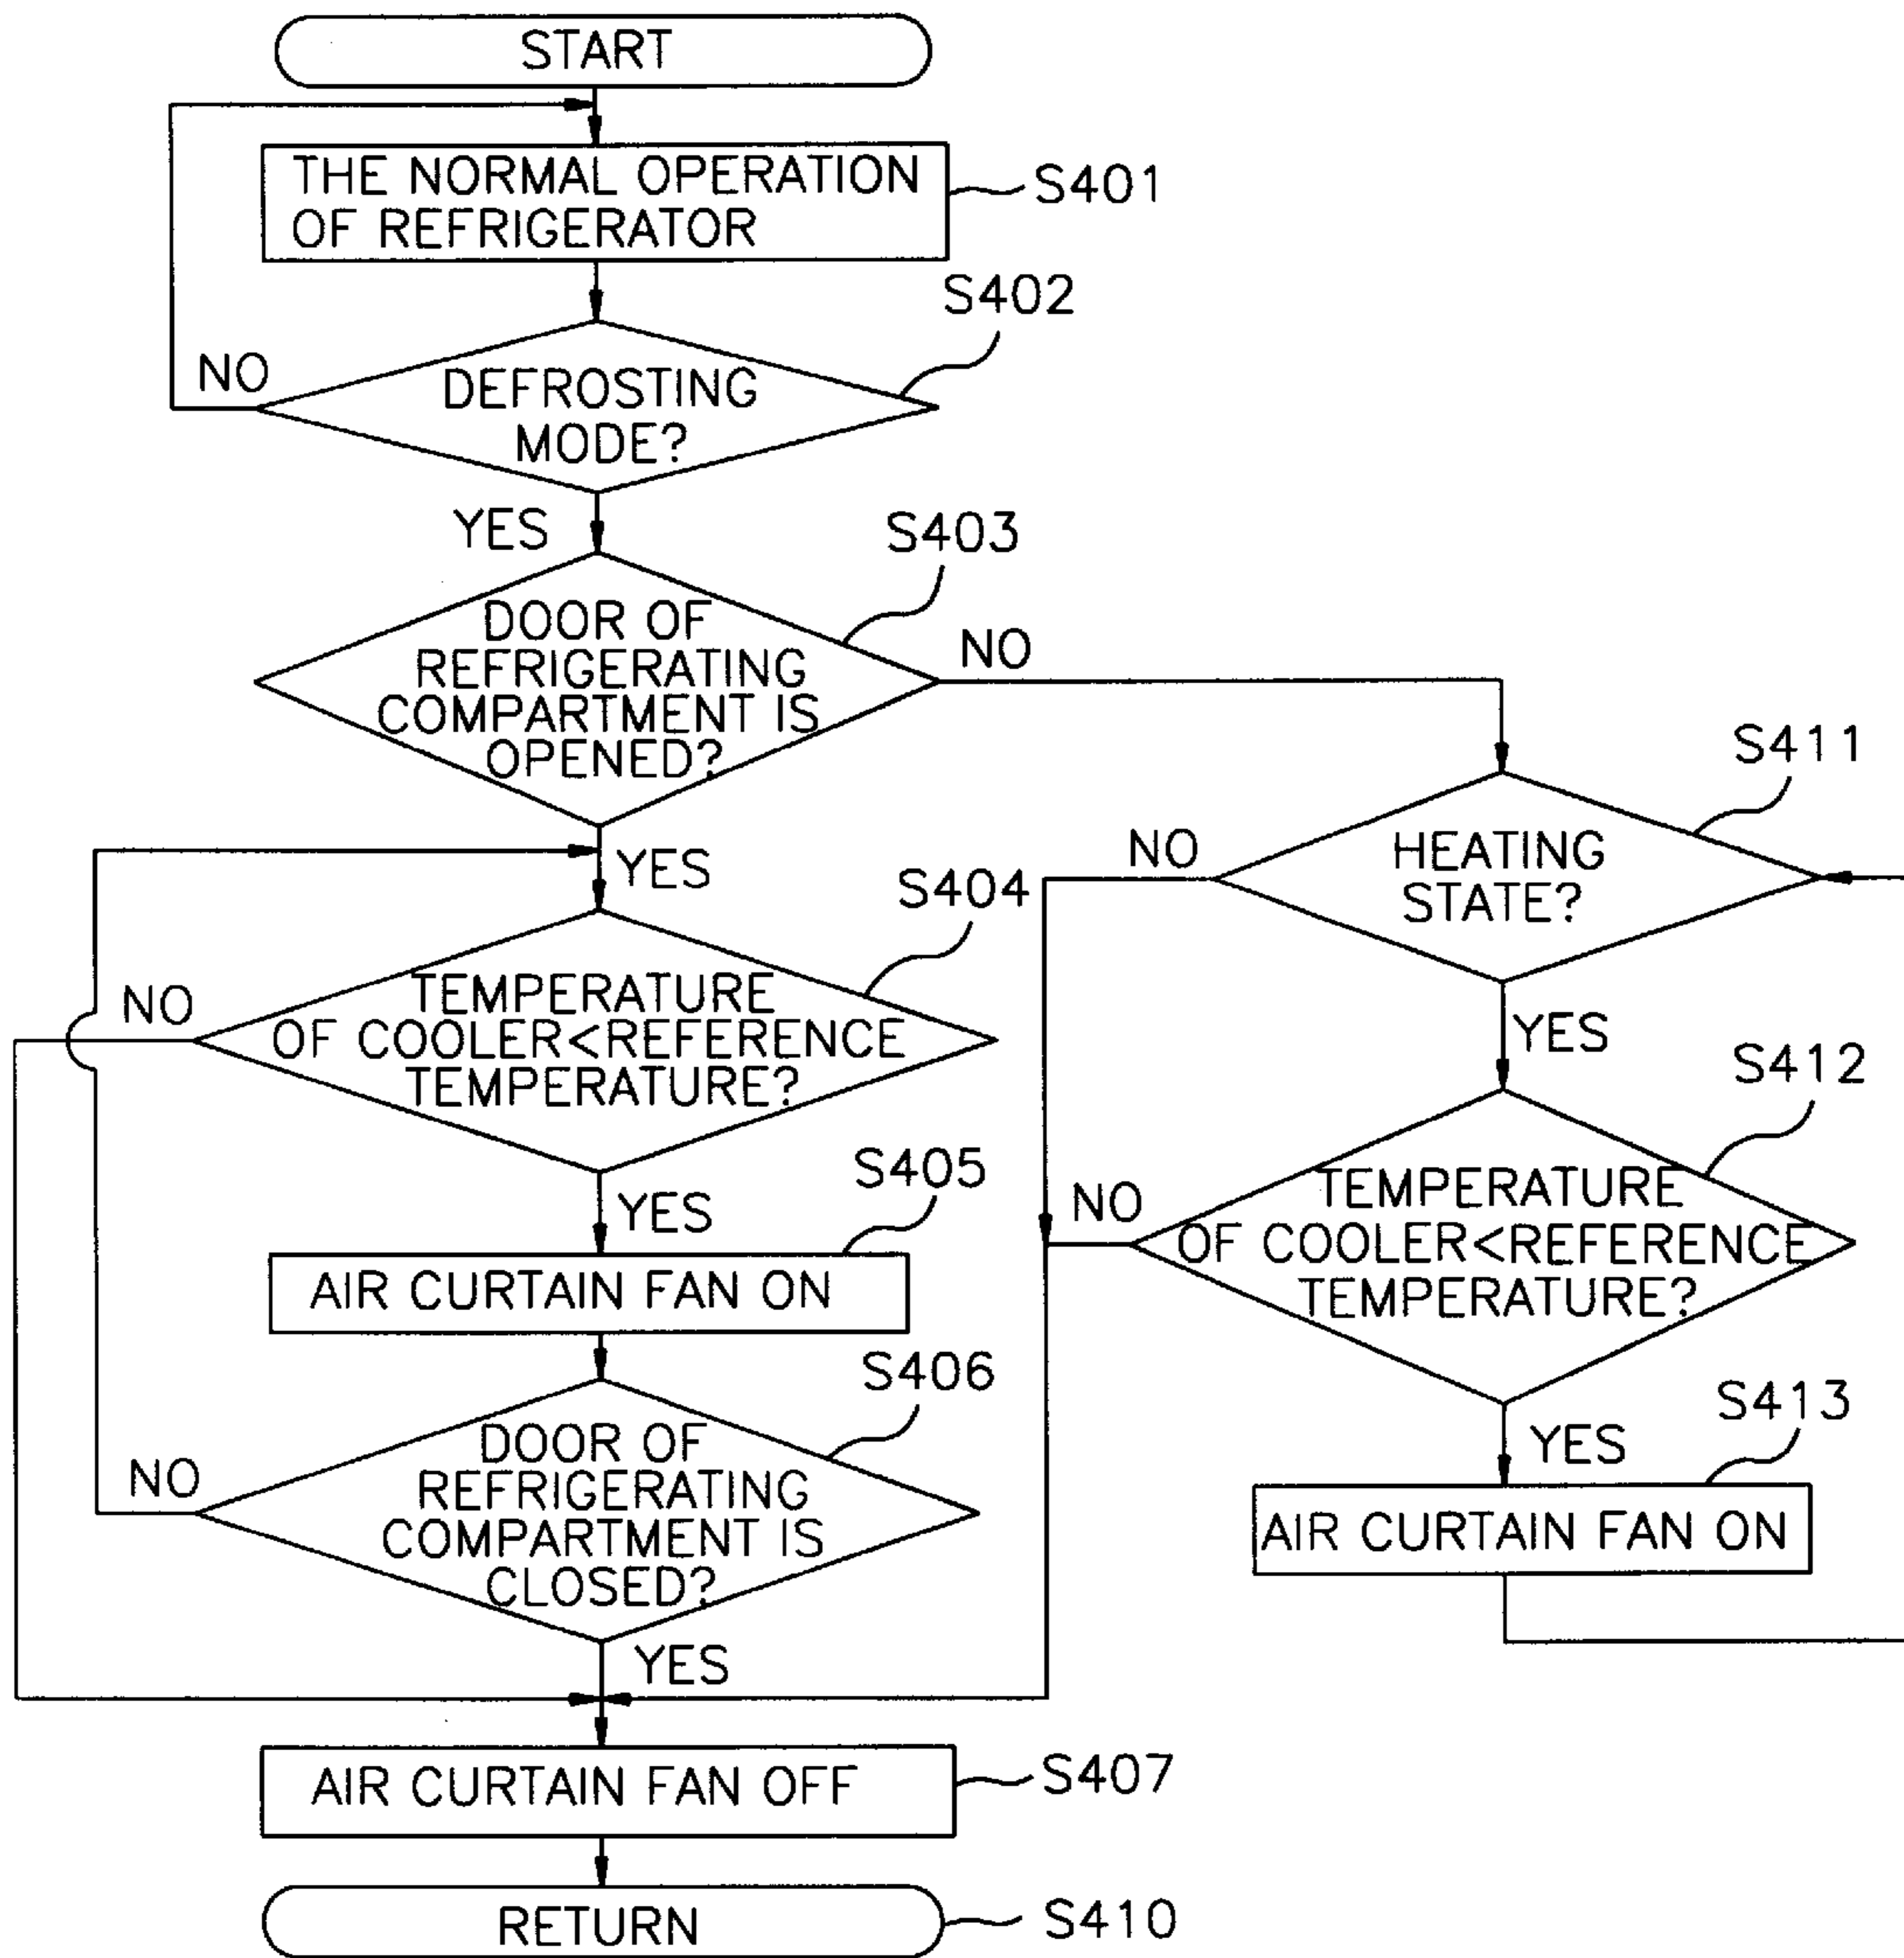 START
THE NORMAL OPERATION
OF REFRIGERATOR
S401
S402
NO
DEFROSTING
MODE?
YES
S403
DOOR OF
REFRIGERATING
COMPARTMENT IS
OPENED?
NO
YES
S411
HEATING
STATE?
NO
YES
S404
TEMPERATURE
OF COOLER<REFERENCE
TEMPERATURE?
NO
YES
S412
TEMPERATURE
OF COOLER<REFERENCE
TEMPERATURE?
NO
YES
S405
AIR CURTAIN FAN ON
S406
DOOR OF
REFRIGERATING
COMPARTMENT IS
CLOSED?
NO
YES
S413
AIR CURTAIN FAN ON
AIR CURTAIN FAN OFF
S407
RETURN
S410